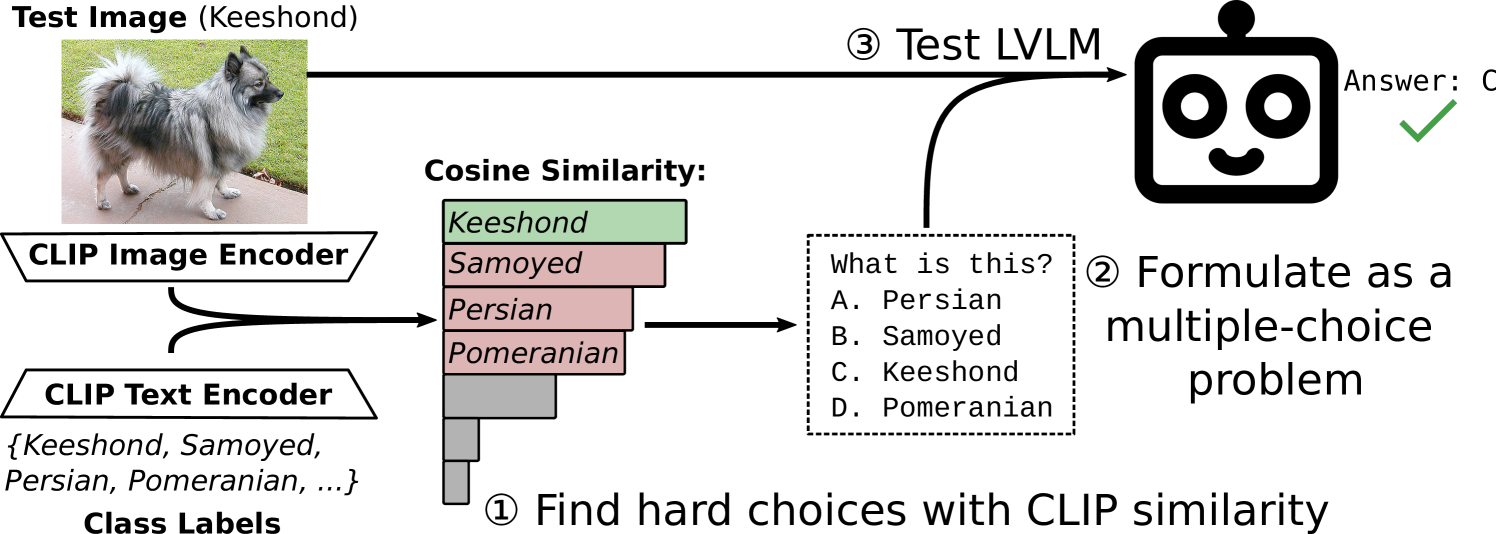 Test Image (Keeshond)
③ Test LVLM
Answer: C
Cosine Similarity:
CLIP Image Encoder
Keeshond
Samoyed
Persian
Pomeranian
CLIP Text Encoder
{Keeshond, Samoyed,
Persian, Pomeranian, ...}
Class Labels
What is this?
A. Persian
B. Samoyed
C. Keeshond
D. Pomeranian
② Formulate as a
multiple-choice
problem
① Find hard choices with CLIP similarity